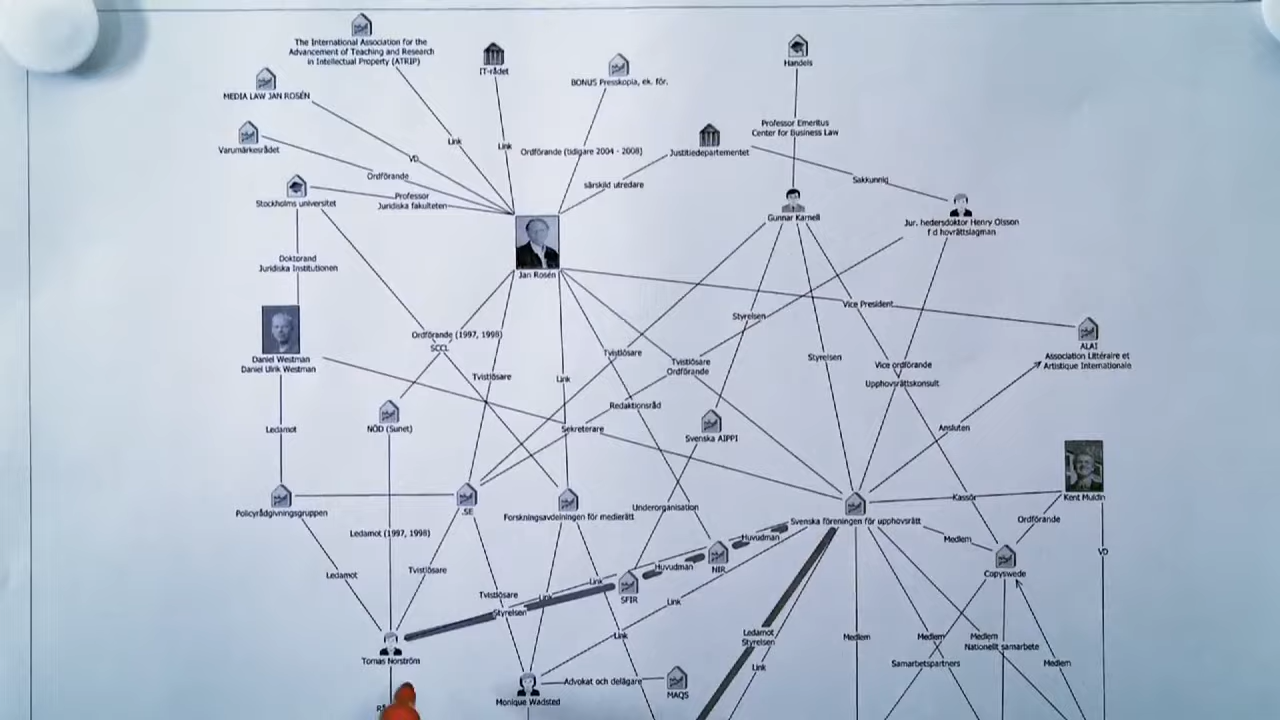 The International Association for the
Advancement of Teaching and Research
in Intellectual Property (ATRIP)
IT-rådet
BONUS Presskopia, ek. för.
Handels
MEDIA LAW JAN ROSÉN
Varumärkesrådet
Link
Link
VD
Ordförande (tidigare 2004 - 2008)
Professor Emeritus
Center for Business Law
Justitiedepartementet
Ordförande
särskild utredare
Sakkunnig
Stockholms universitet
Professor
Juridiska fakulteten
Gunnar Karnell
Jur. hedersdoktor Henry Olsson
f d hovrättslagman
Doktorand
Juridiska Institutionen
Jan Rosén
Vice President
Styrelsen
Ordförande (1997, 1998)
SCCL
Tvistlösare
Tvistlösare
Ordförande
Styrelsen
Vice ordförande
Upphovsrättskonsult
ALAI
Association Littéraire et
Artistique Internationale
Daniel Westman
Daniel Ulrik Westman
Tvistlösare
Link
Redaktionsråd
Ledamot
NÖD (Sunet)
Sekreterare
Svenska AIPPI
Ansluten
Kent Muldin
Kassör
Policyrådgivningsgruppen
.SE
Forskningsavdelningen för medierätt
Underorganisation
Svenska föreningen för upphovsrätt
Ordförande
Ledamot (1997, 1998)
Huvudman
Medlem
VD
Ledamot
Tvistlösare
Huvudman
NIR
Copyswede
Link
SFIR
Tvistlösare
Link
Styrelsen
Link
Link
Ledamot
Styrelsen
Medlem
Medlem
Medlem
Nationellt samarbete
Tomas Norström
Link
Samarbetspartners
Medlem
Advokat och delägare
MAQS
Monique Wadsted